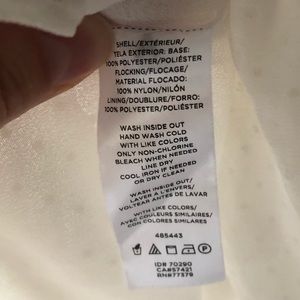 SHELL/EXTÉRIEUR/
TELA EXTERIOR: BASE:
100% POLYESTER/POLIÉSTER
FLOCKING/FLOCAGE/
MATERIAL FLOCADO:
100% NYLON/NILÓN
LINING/DOUBLURE/FORRO:
100% POLYESTER/POLIÉSTER
WASH INSIDE OUT
HAND WASH COLD
WITH LIKE COLORS
ONLY NON-CHLORINE
BLEACH WHEN NEEDED
LINE DRY
COOL IRON IF NEEDED
OR DRY CLEAN
WASH INSIDE OUT/
LAVER À L'ENVERS/
VOLTEAR ANTES DE LAVAR
WITH LIKE COLORS/
AVEC COULEURS SIMILAIRES/
CON COLORES SIMILARES
485443
ID# 70290
CA#57421
RN#77379